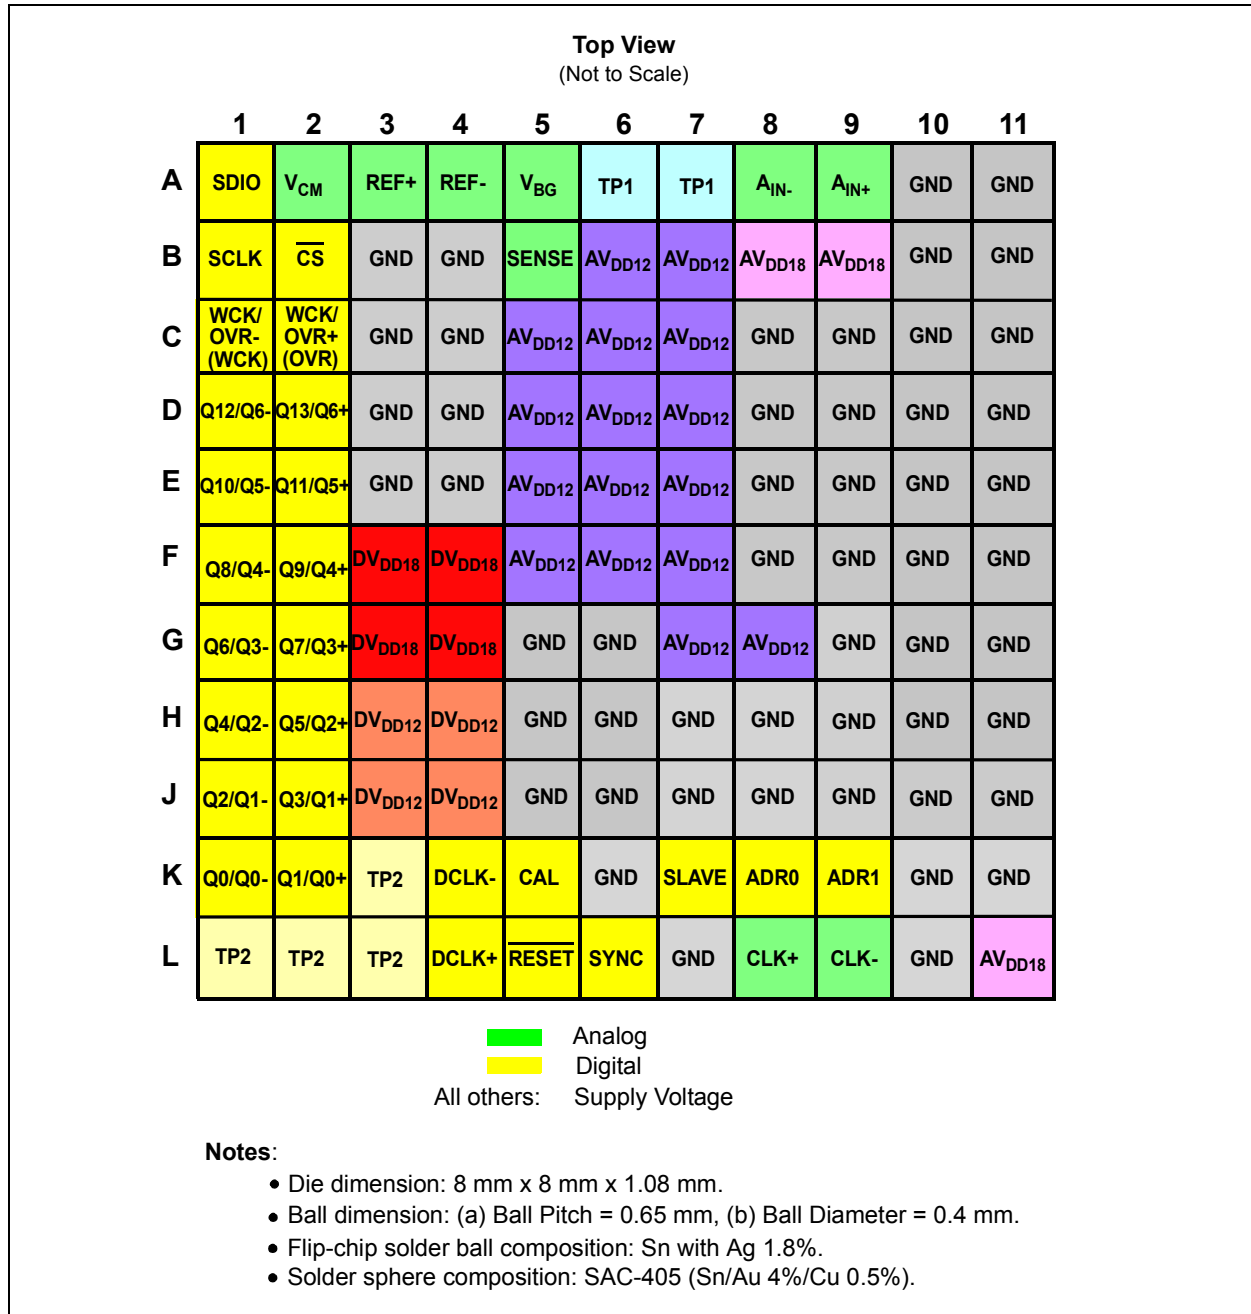 Top View
(Not to Scale)
1 2 3 4 5 6 7 8 9 10 11
A SDIO VCM REF+ REF- VBG TP1 TP1 AIN- AIN+ GND GND
B SCLK CS GND GND SENSE AVDD12 AVDD12 AVDD18 AVDD18 GND GND
C WCK/OVR-(WCK) WCK/OVR+(OVR) GND GND AVDD12 AVDD12 AVDD12 GND GND GND GND
D Q12/Q6- Q13/Q6+ GND GND AVDD12 AVDD12 AVDD12 GND GND GND GND
E Q10/Q5- Q11/Q5+ GND GND AVDD12 AVDD12 AVDD12 GND GND GND GND
F Q8/Q4- Q9/Q4+ DVDD18 DVDD18 AVDD12 AVDD12 AVDD12 GND GND GND GND
G Q6/Q3- Q7/Q3+ DVDD18 DVDD18 GND GND AVDD12 AVDD12 GND GND GND
H Q4/Q2- Q5/Q2+ DVDD12 DVDD12 GND GND GND GND GND GND GND
J Q2/Q1- Q3/Q1+ DVDD12 DVDD12 GND GND GND GND GND GND GND
K Q0/Q0- Q1/Q0+ TP2 DCLK- CAL GND SLAVE ADR0 ADR1 GND GND
L TP2 TP2 TP2 DCLK+ RESET SYNC GND CLK+ CLK- GND AVDD18
Analog
Digital
All others: Supply Voltage
Notes:
• Die dimension: 8 mm x 8 mm x 1.08 mm.
• Ball dimension: (a) Ball Pitch = 0.65 mm, (b) Ball Diameter = 0.4 mm.
• Flip-chip solder ball composition: Sn with Ag 1.8%.
• Solder sphere composition: SAC-405 (Sn/Au 4%/Cu 0.5%).